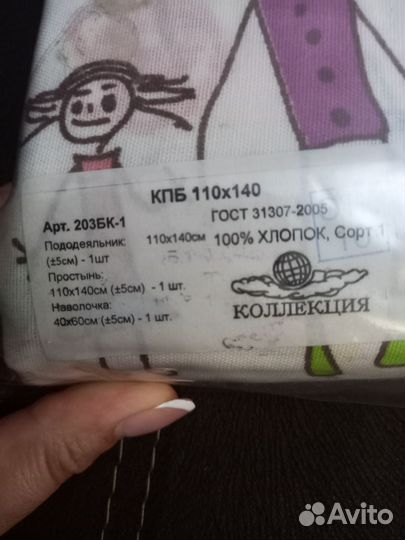 КПБ 110х140
Арт. 203БК-1
ГОСТ 31307-2005
Пододеяльник: 110х140см
(±5см) - 1шт
100% ХЛОПОК, Сорт 1
Простынь:
110х140см (±5см) - 1 шт.
Наволочка:
40х60см (±5см) - 1 шт.
КОЛЛЕКЦИЯ
Avito